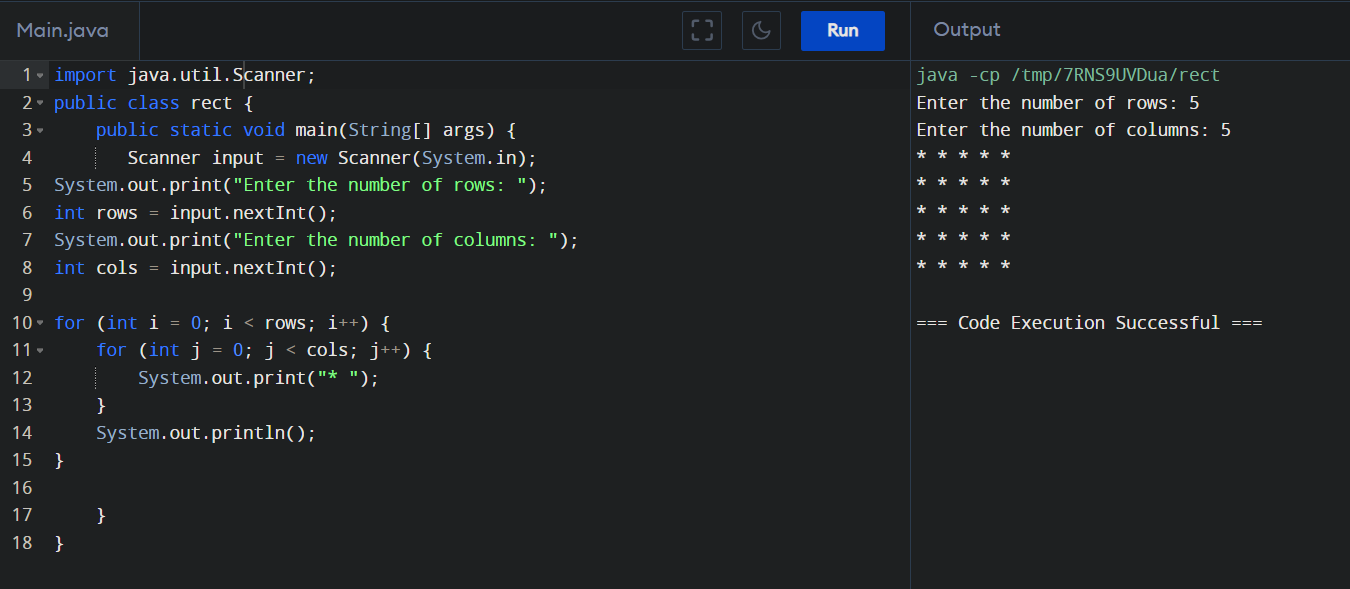 Main.java
Run
Output
1 import java.util.Scanner;
2 public class rect {
3     public static void main(String[] args) {
4        Scanner input = new Scanner(System.in);
5 System.out.print("Enter the number of rows: ");
6 int rows = input.nextInt();
7 System.out.print("Enter the number of columns: ");
8 int cols = input.nextInt();
9
10 for (int i = 0; i < rows; i++) {
11     for (int j = 0; j < cols; j++) {
12         System.out.print("* ");
13     }
14     System.out.println();
15 }
16
17     }
18 }
java -cp /tmp/7RNS9UVDua/rect
Enter the number of rows: 5
Enter the number of columns: 5
* * * * *
* * * * *
* * * * *
* * * * *
* * * * *
=== Code Execution Successful ===